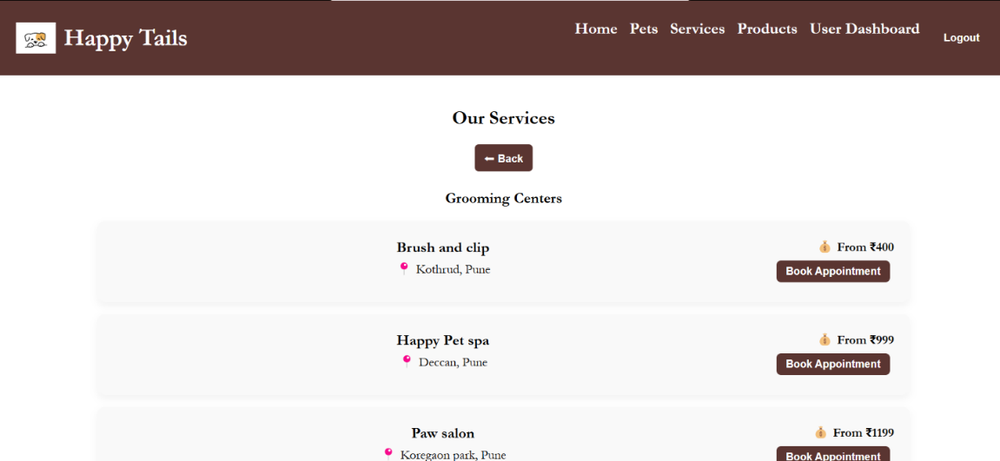 Happy Tails
Home Pets Services Products User Dashboard Logout
Our Services
⬅ Back
Grooming Centers
Brush and clip
📍 Kothrud, Pune
💰 From ₹400
Book Appointment
Happy Pet spa
📍 Deccan, Pune
💰 From ₹999
Book Appointment
Paw salon
📍 Koregaon park, Pune
💰 From ₹1199
Book Appointment